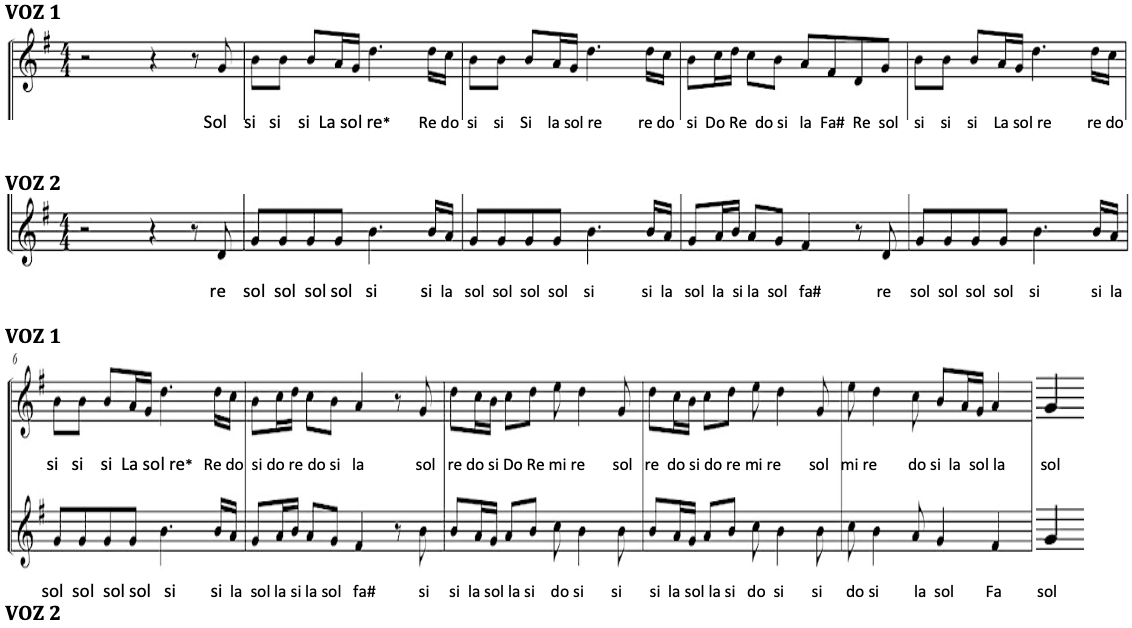 VOZ 1
4 4
Sol si si si La sol re* Re do si si Si la sol re re do si Do Re do si la Fa# Re sol si si si La sol re re do
VOZ 2
4 4
re sol sol sol sol si si la sol sol sol sol si si la sol la si la sol fa# re sol sol sol sol si si la
VOZ 1
6
si si si La sol re* Re do si do re do si la sol re do si Do Re mi re sol re do si do re mi re sol mi re do si la sol la sol
sol sol sol sol si si la sol la si la sol fa# si si la sol la si do si si si la sol la si do si si do si la sol Fa sol
VOZ 2